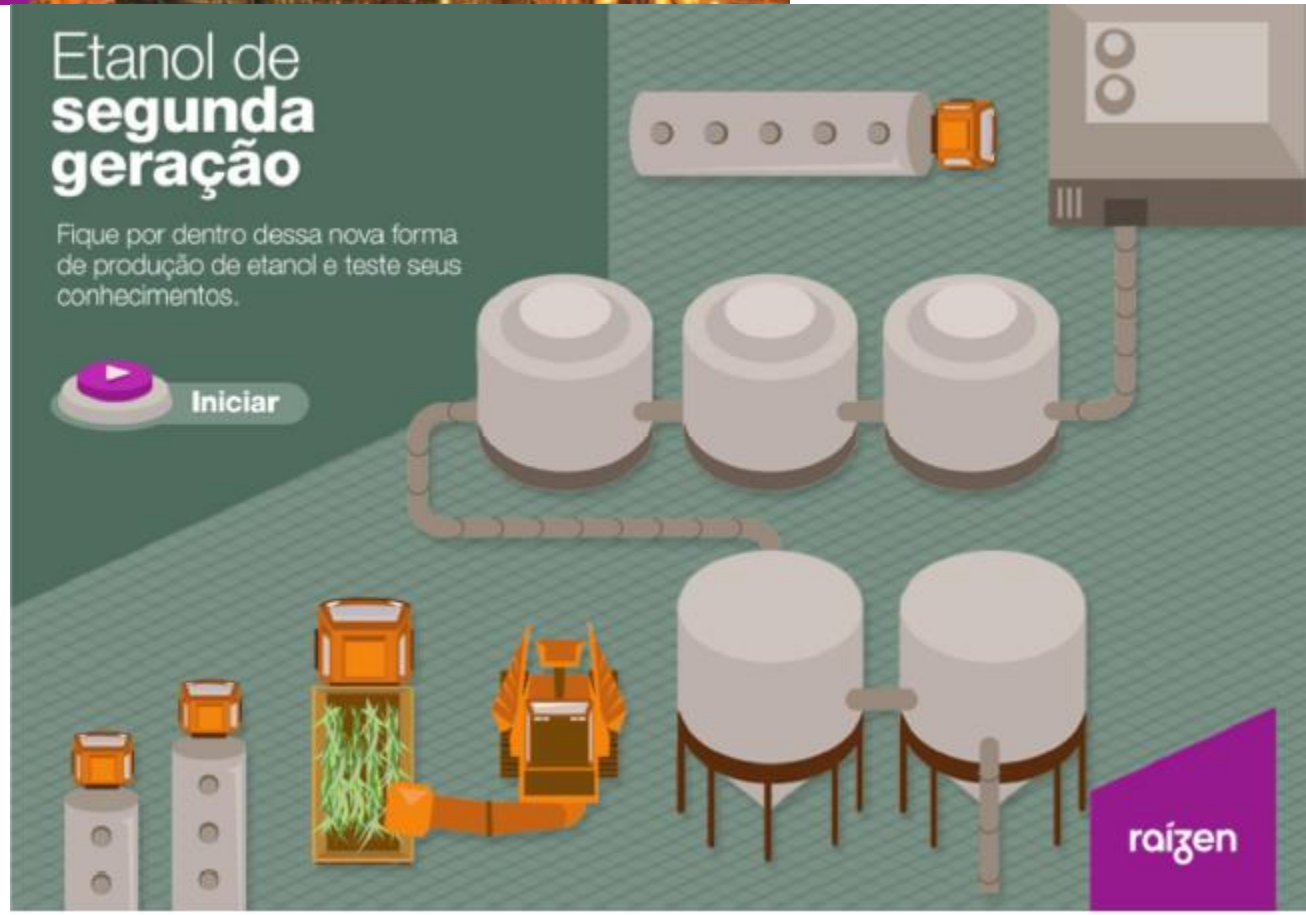 Etanol de
segunda
geração
Fique por dentro dessa nova forma
de produção de etanol e teste seus
conhecimentos.
Iniciar
raízen